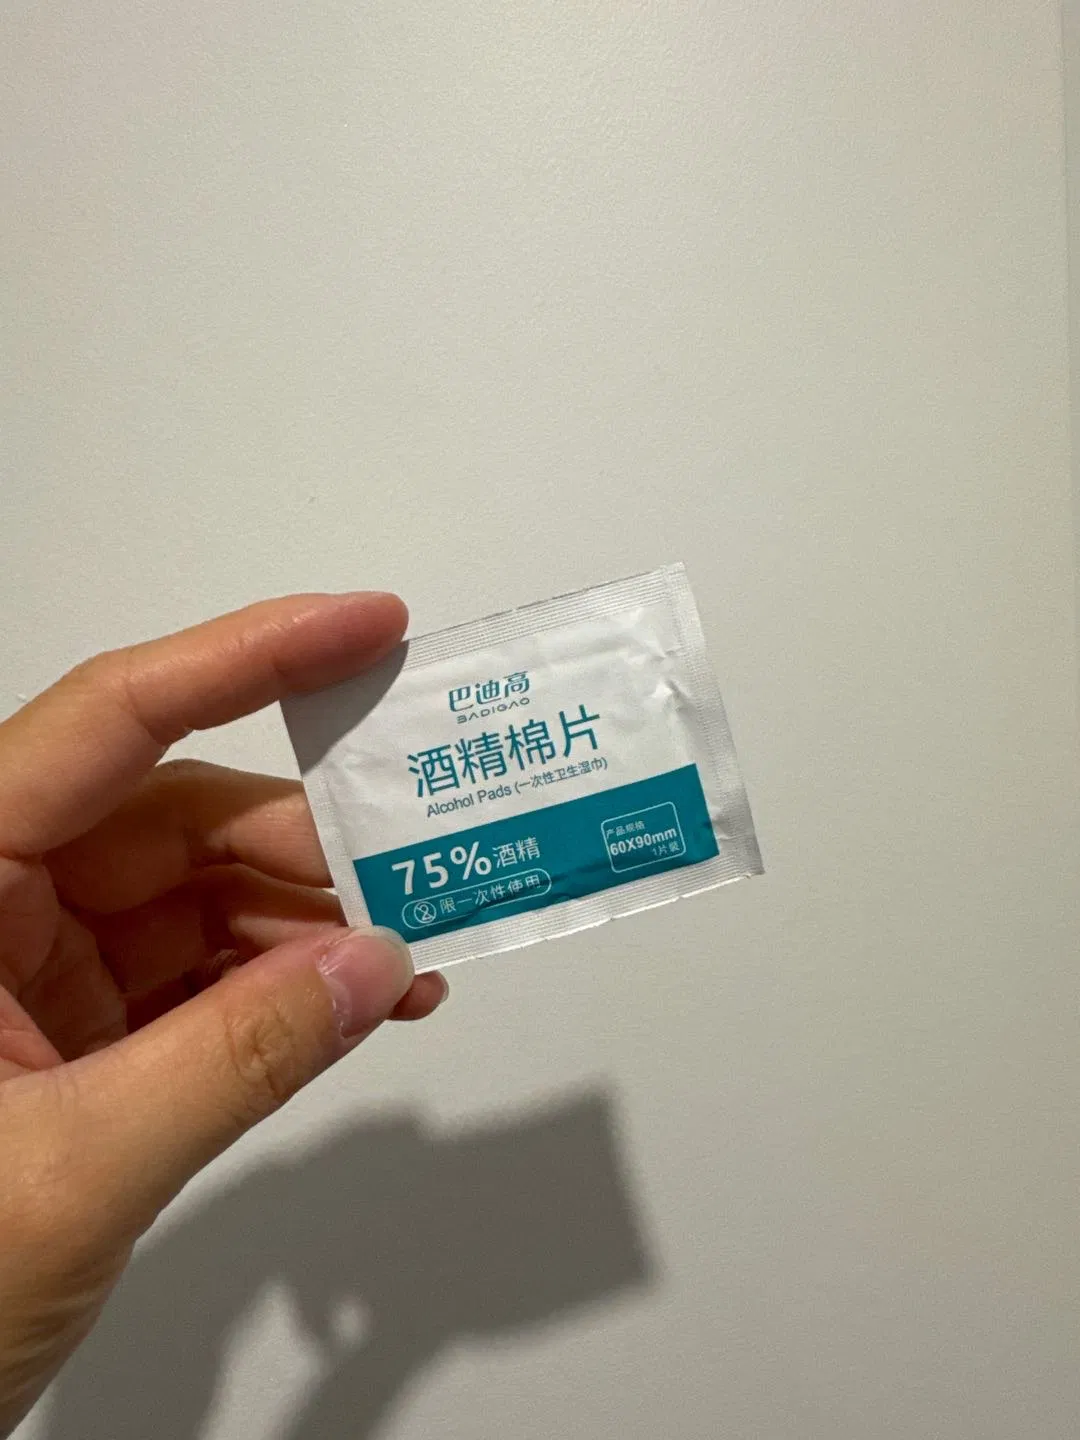 巴迪高
BADIGAO
酒精棉片
Alcohol Pads (一次性卫生湿巾)
75%酒精
限一次性使用
产品规格
60X90mm
1片装